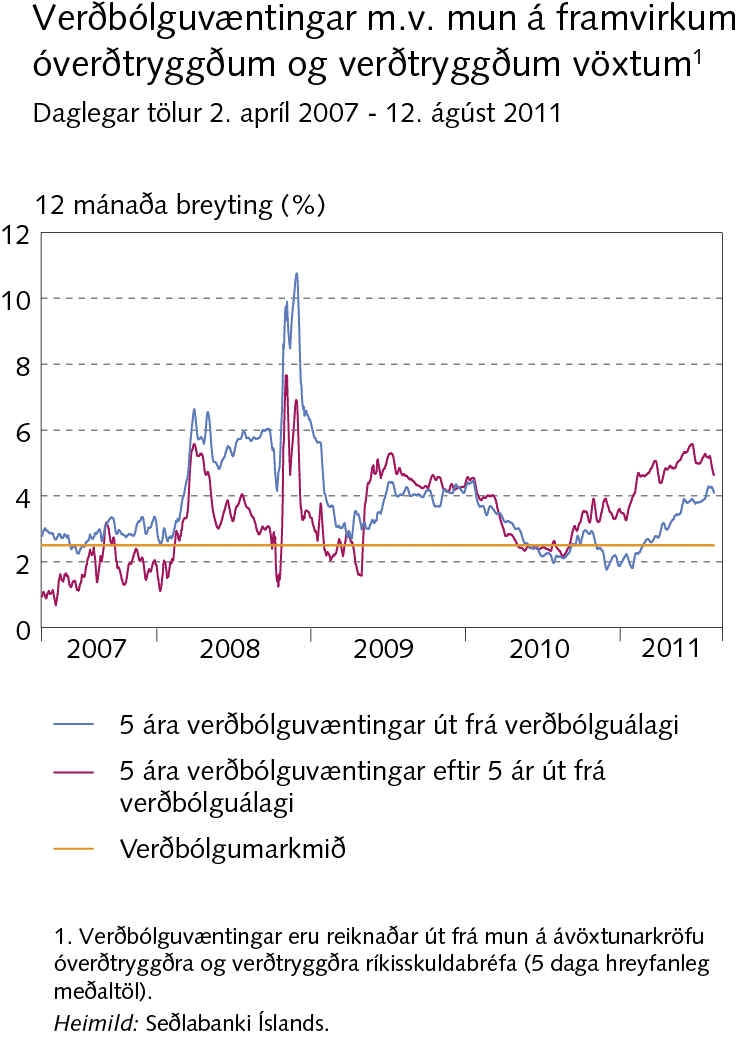 Verðbólguvæntingar m.v. mun á framvirkum
óverðtryggðum og verðtryggðum vöxtum¹
Daglegar tölur 2. apríl 2007 - 12. ágúst 2011
12 mánaða breyting (%)
12
10
8
6
4
2
0
2007 2008 2009 2010 2011
5 ára verðbólguvæntingar út frá verðbólguálagi
5 ára verðbólguvæntingar eftir 5 ár út frá
verðbólguálagi
Verðbólgumarkmið
1. Verðbólguvæntingar eru reiknaðar út frá mun á ávöxtunarkröfu
óverðtryggðra og verðtryggðra ríkisskuldabréfa (5 daga hreyfanleg
meðaltöl).
Heimild: Seðlabanki Íslands.